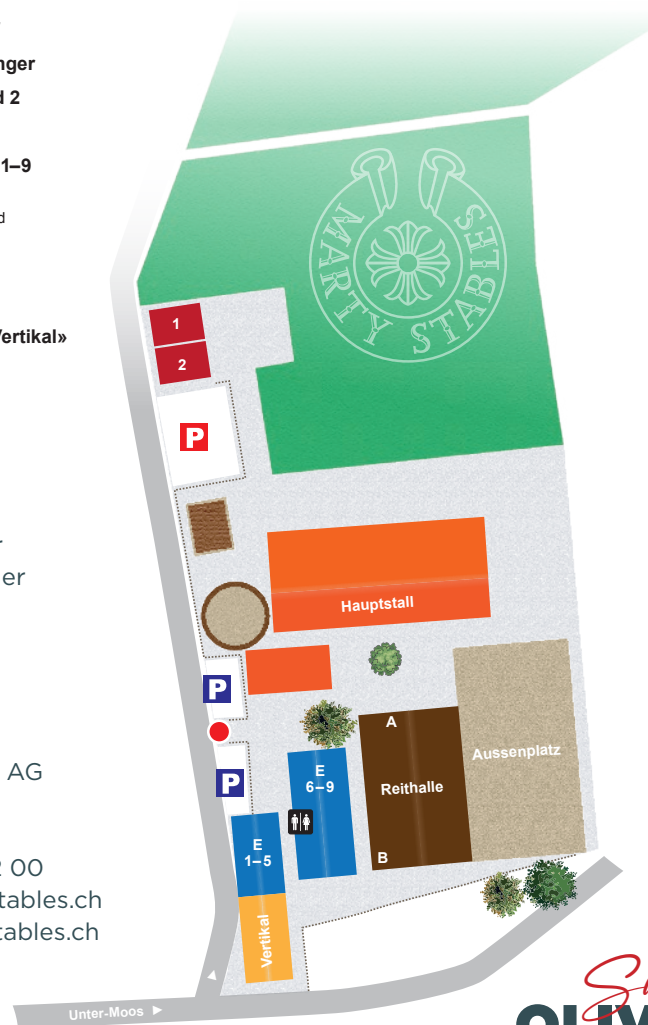 d 2
1–9
d
ertikal»
er
AG
2 00
tables.ch
tables.ch
MARTY STABLES
1
2
P
Hauptstall
P
A
Aussenplatz
E
6–9
Reithalle
P
E
1–5
B
Vertikal
Unter-Moos